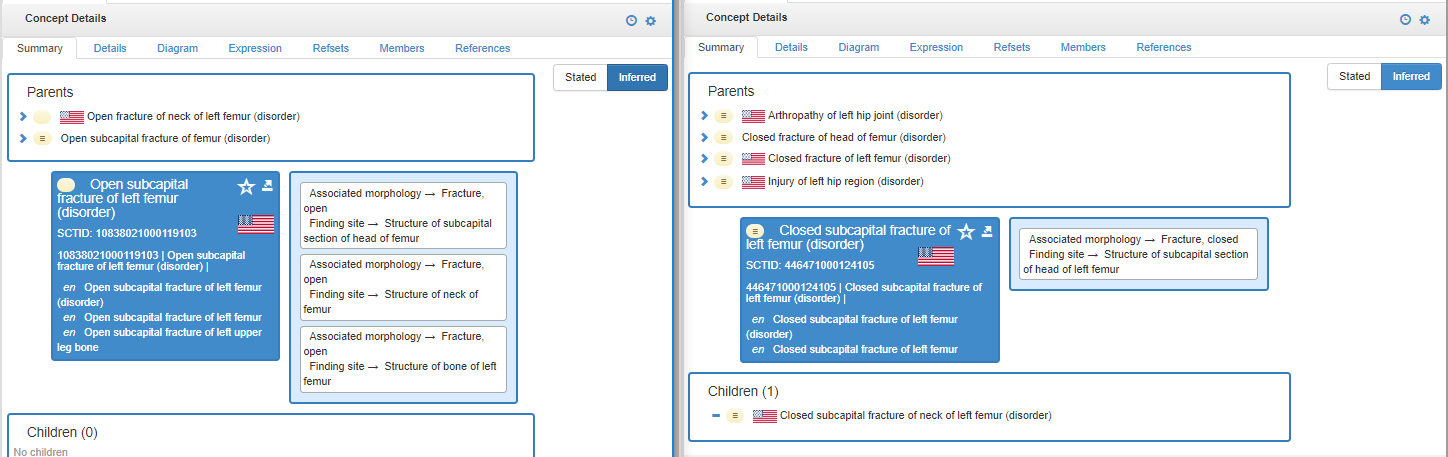 Concept Details
Summary Details Diagram Expression Refsets Members References
Stated Inferred
Parents
Open fracture of neck of left femur (disorder)
≡ Open subcapital fracture of femur (disorder)
Open subcapital
fracture of left femur
(disorder)
SCTID: 10838021000119103
10838021000119103 | Open subcapital
fracture of left femur (disorder) |
en Open subcapital fracture of left femur
(disorder)
en Open subcapital fracture of left femur
en Open subcapital fracture of left upper
leg bone
Associated morphology → Fracture,
open
Finding site → Structure of subcapital
section of head of femur
Associated morphology → Fracture,
open
Finding site → Structure of neck of
femur
Associated morphology → Fracture,
open
Finding site → Structure of bone of left
femur
Children (0)
No children
Concept Details
Summary Details Diagram Expression Refsets Members References
Stated Inferred
Parents
≡ Arthropathy of left hip joint (disorder)
≡ Closed fracture of head of femur (disorder)
≡ Closed fracture of left femur (disorder)
≡ Injury of left hip region (disorder)
≡ Closed subcapital fracture of
left femur (disorder)
SCTID: 446471000124105
446471000124105 | Closed subcapital fracture of
left femur (disorder) |
en Closed subcapital fracture of left femur
(disorder)
en Closed subcapital fracture of left femur
Associated morphology → Fracture, closed
Finding site → Structure of subcapital section
of head of left femur
Children (1)
≡ Closed subcapital fracture of neck of left femur (disorder)